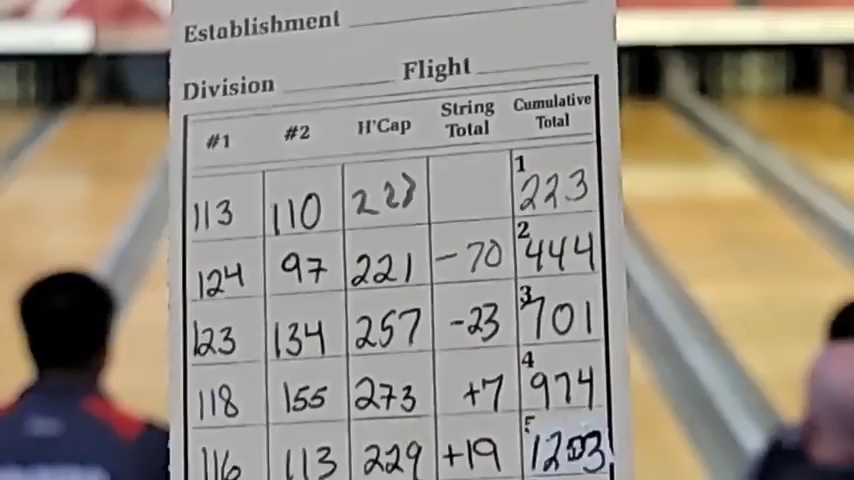 Establishment
Division Flight
#1 #2 H'Cap String Total Cumulative Total
113 110 223 1 223
124 97 221 -70 2 444
123 134 257 -23 3 701
118 155 273 +7 4 974
116 113 229 +19 5 1203